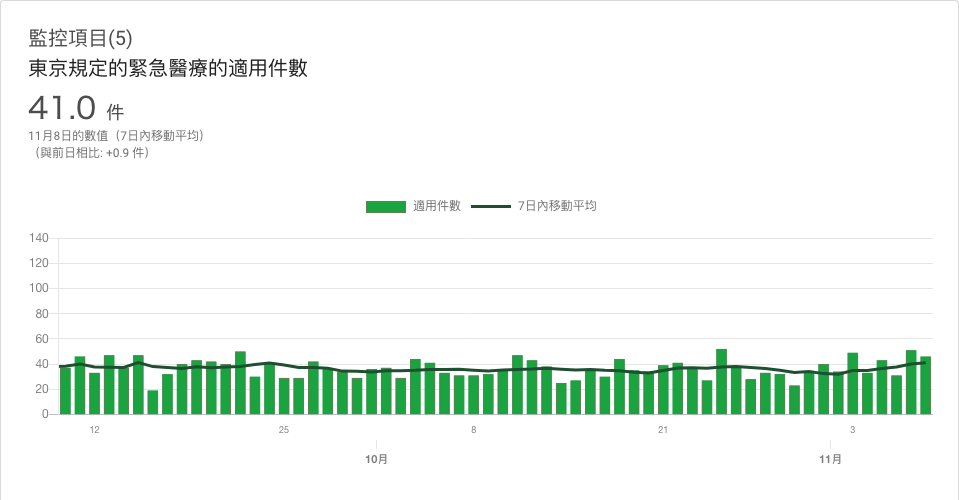 監控項目(5)
東京規定的緊急醫療的適用件數
41.0 件
11月8日的數值（7日內移動平均）
（與前日相比: +0.9 件）
適用件數 7日內移動平均
140
120
100
80
60
40
20
0
12 25 8 21 3
10月 11月